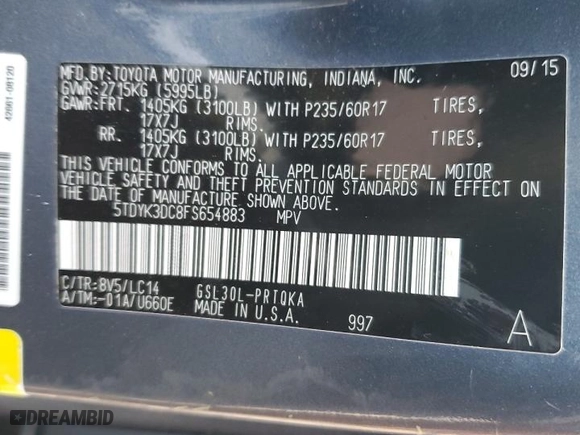 MFD.BY:TOYOTA MOTOR MANUFACTURING, INDIANA, INC. 09/15
GVWR:2715KG (5995LB)
GAWR:FRT. 1405KG (3100LB) WITH P235/60R17 TIRES,
17X7J RIMS.
RR. 1405KG (3100LB) WITH P235/60R17 TIRES,
17X7J RIMS.
THIS VEHICLE CONFORMS TO ALL APPLICABLE FEDERAL MOTOR
VEHICLE SAFETY AND THEFT PREVENTION STANDARDS IN EFFECT ON
THE DATE OF MANUFACTURE SHOWN ABOVE.
5TDYK3DC8FS654883 MPV
C/TR:8V5/LC14 GSL30L-PRTQKA
A/TM:-01A/U660E MADE IN U.S.A. 997 A
42661-08120
DREAMBID